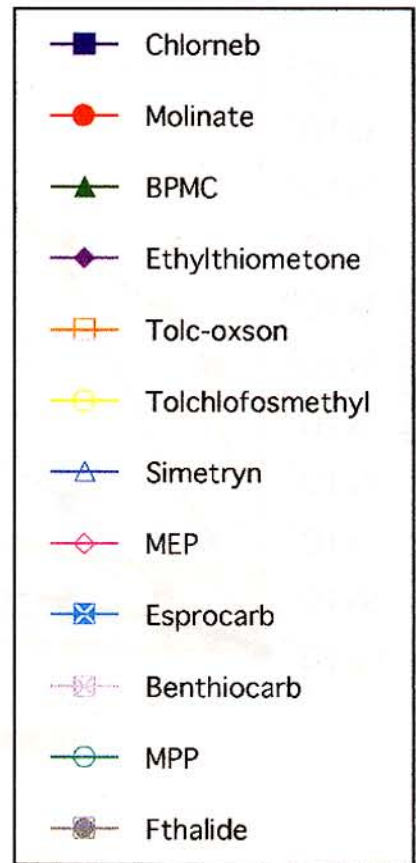 Chlorneb
Molinate
BPMC
Ethylthiometone
Tolc-oxson
Tolchlofosmethyl
Simetryn
MEP
Esprocarb
Benthiocarb
MPP
Fthalide